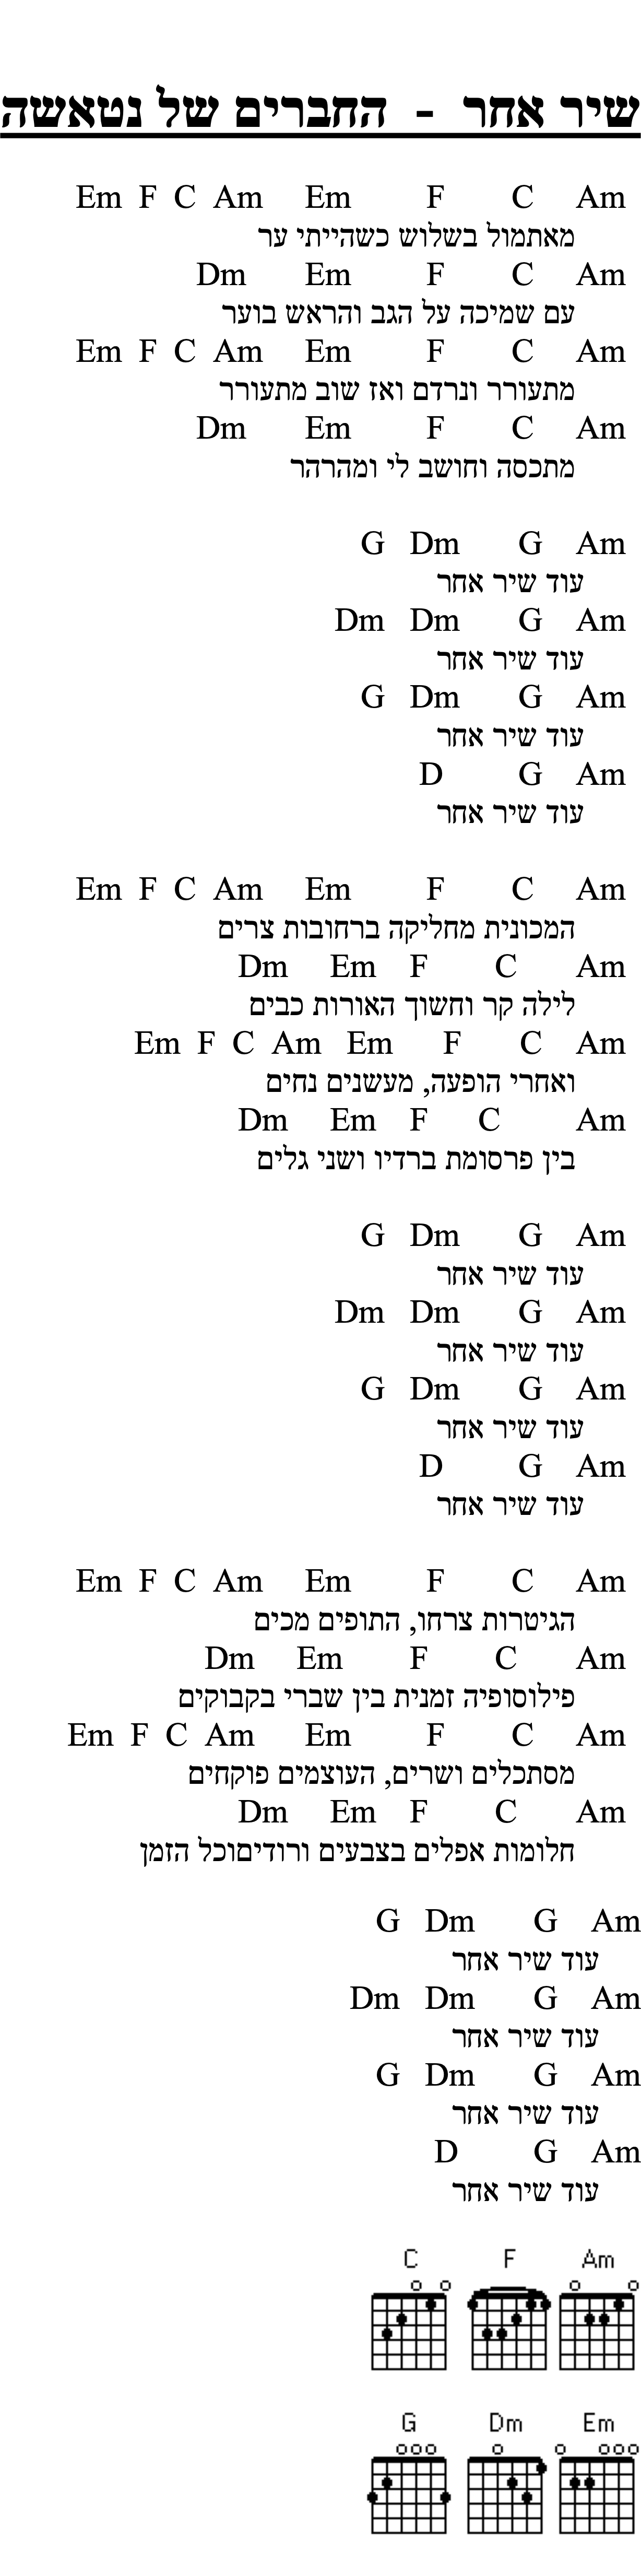 שיר אחר - החברים של נטאשה
Em F C Am Em F C Am
מאתמול בשלוש כשהייתי ער
Dm Em F C Am
עם שמיכה על הגב והראש בוער
Em F C Am Em F C Am
מתעורר ונרדם ואז שוב מתעורר
Dm Em F C Am
מתכסה וחושב לי ומהרהר
G Dm G Am
עוד שיר אחר
Dm Dm G Am
עוד שיר אחר
G Dm G Am
עוד שיר אחר
D G Am
עוד שיר אחר
Em F C Am Em F C Am
המכונית מחליקה ברחובות צרים
Dm Em F C Am
לילה קר וחשוך האורות כבים
Em F C Am Em F C Am
ואחרי הופעה, מעשנים נחים
Dm Em F C Am
בין פרסומת ברדיו ושני גלים
G Dm G Am
עוד שיר אחר
Dm Dm G Am
עוד שיר אחר
G Dm G Am
עוד שיר אחר
D G Am
עוד שיר אחר
Em F C Am Em F C Am
הגיטרות צרחו, התופים מכים
Dm Em F C Am
פילוסופיה זמנית בין שברי בקבוקים
Em F C Am Em F C Am
מסתכלים ושרים, העוצמים פוקחים
Dm Em F C Am
חלומות אפלים בצבעים ורודיםוכל הזמן
G Dm G Am
עוד שיר אחר
Dm Dm G Am
עוד שיר אחר
G Dm G Am
עוד שיר אחר
D G Am
עוד שיר אחר
C F Am
G Dm Em